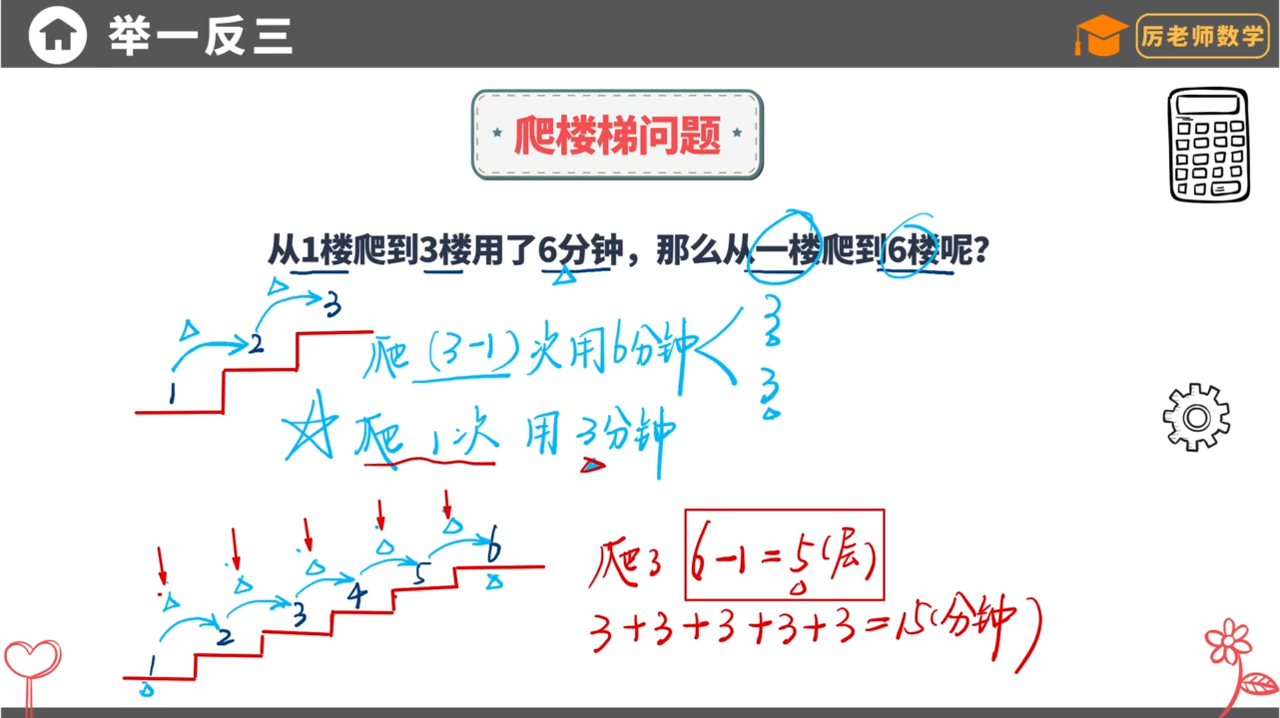 举一反三
厉老师数学
爬楼梯问题
从1楼爬到3楼用了6分钟，那么从一楼爬到6楼呢？
1 2 3
爬(3-1)次用6分钟
3
3
爬1次 用3分钟
1 2 3 4 5 6
爬了 6-1=5(层)
3+3+3+3+3=15(分钟)